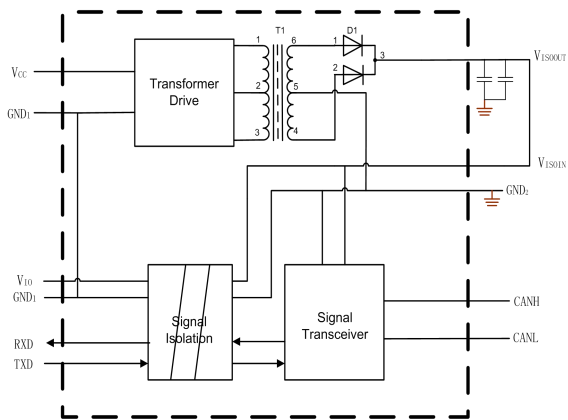 T1
D1
1
6
1
3
2
2
5
3
4
Transformer
Drive
VCC
GND1
VISOOUT
VISOIN
GND2
VIO
GND1
RXD
TXD
Signal
Isolation
Signal
Transceiver
CANH
CANL